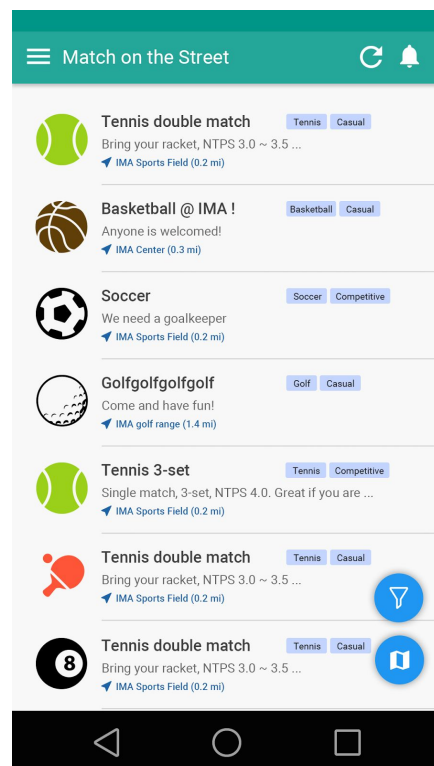 Match on the Street
Tennis double match Tennis Casual
Bring your racket, NTPS 3.0 ~ 3.5 ...
IMA Sports Field (0.2 mi)
Basketball @ IMA ! Basketball Casual
Anyone is welcomed!
IMA Center (0.3 mi)
Soccer Soccer Competitive
We need a goalkeeper
IMA Sports Field (0.2 mi)
Golfgolfgolfgolf Golf Casual
Come and have fun!
IMA golf range (1.4 mi)
Tennis 3-set Tennis Competitive
Single match, 3-set, NTPS 4.0. Great if you are ...
IMA Sports Field (0.2 mi)
Tennis double match Tennis Casual
Bring your racket, NTPS 3.0 ~ 3.5 ...
IMA Sports Field (0.2 mi)
8
Tennis double match Tennis Casual
Bring your racket, NTPS 3.0 ~ 3.5 ...
IMA Sports Field (0.2 mi)